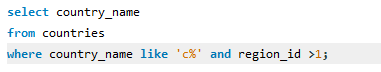 select country_name
from countries
where country_name like 'c%' and region_id >1;